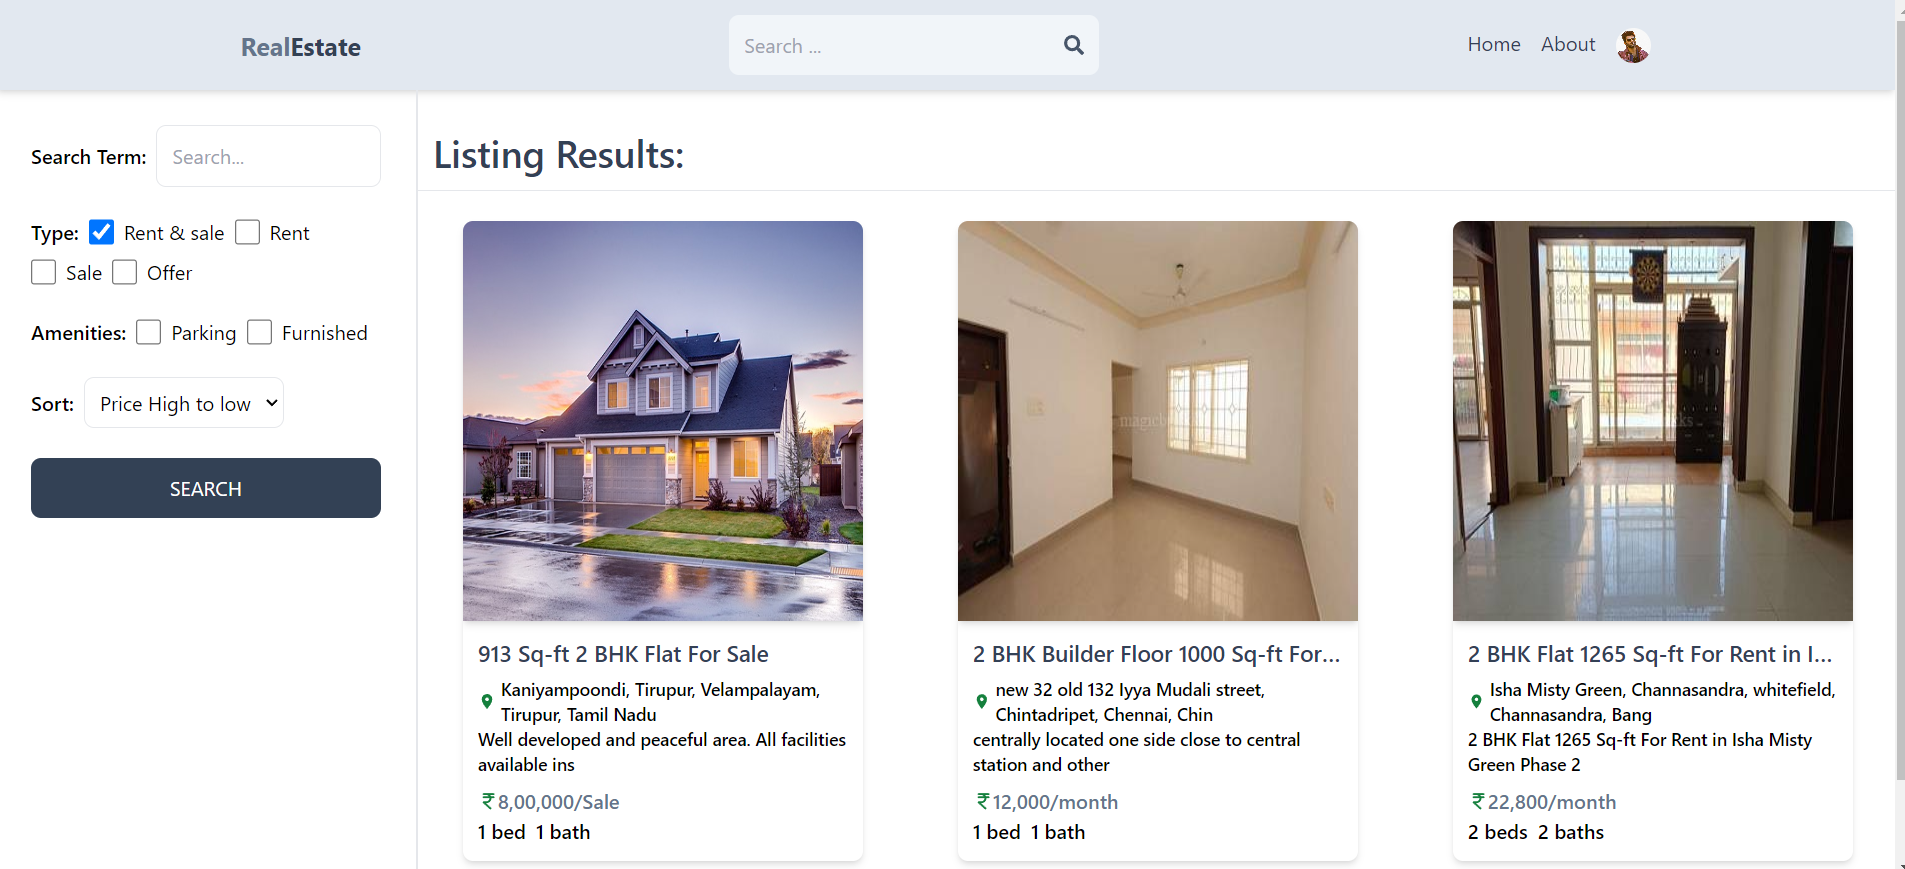 RealEstate
Search ...
Home About
Search Term: Search...
Type: Rent & sale Rent
Sale Offer
Amenities: Parking Furnished
Sort: Price High to low
SEARCH
Listing Results:
913 Sq-ft 2 BHK Flat For Sale
Kaniyampoondi, Tirupur, Velampalayam,
Tirupur, Tamil Nadu
Well developed and peaceful area. All facilities
available ins
₹8,00,000/Sale
1 bed 1 bath
2 BHK Builder Floor 1000 Sq-ft For...
new 32 old 132 Iyya Mudali street,
Chintadripet, Chennai, Chin
centrally located one side close to central
station and other
₹12,000/month
1 bed 1 bath
2 BHK Flat 1265 Sq-ft For Rent in I...
Isha Misty Green, Channasandra, whitefield,
Channasandra, Bang
2 BHK Flat 1265 Sq-ft For Rent in Isha Misty
Green Phase 2
₹22,800/month
2 beds 2 baths